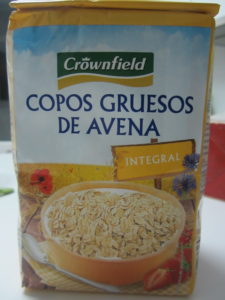 Crownfield
COPOS GRUESOS
DE AVENA
INTEGRAL